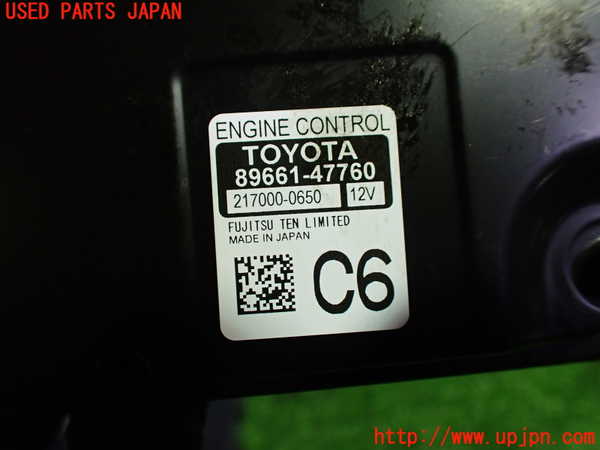 USED PARTS JAPAN
ENGINE CONTROL
TOYOTA
89661-47760
217000-0650 12V
FUJITSU TEN LIMITED
MADE IN JAPAN
C6
http://www.upjpn.com/